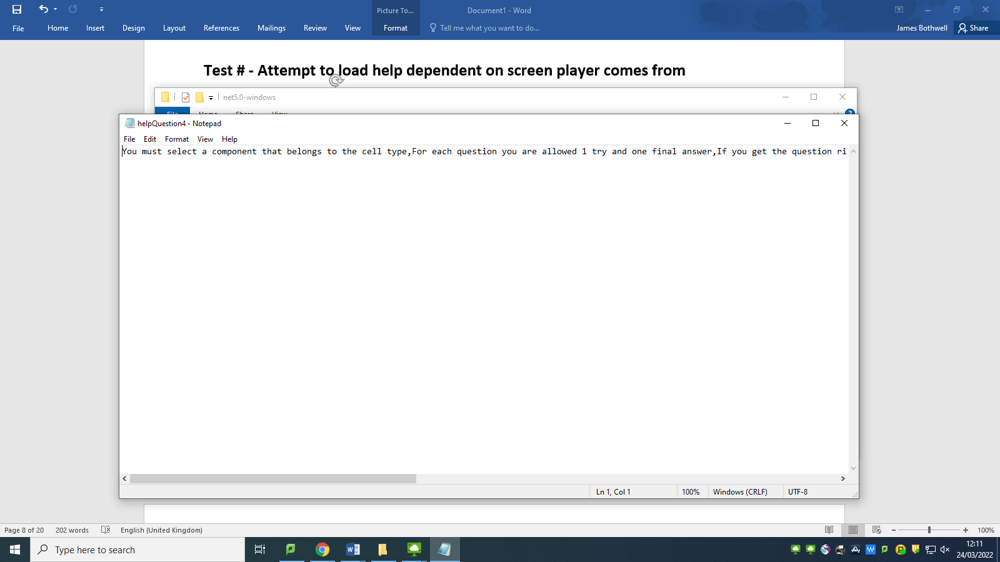 Picture To...
Document1 - Word
File
Home
Insert
Design
Layout
References
Mailings
Review
View
Format
Tell me what you want to do...
James Bothwell
Share
Test # - Attempt to load help dependent on screen player comes from
net5.0-windows
File
Home
Share
View
helpQuestion4 - Notepad
File
Edit
Format
View
Help
You must select a component that belongs to the cell type,For each question you are allowed 1 try and one final answer,If you get the question ri
Ln 1, Col 1
100%
Windows (CRLF)
UTF-8
Page 8 of 20
202 words
English (United Kingdom)
100%
Type here to search
12:11
24/03/2022